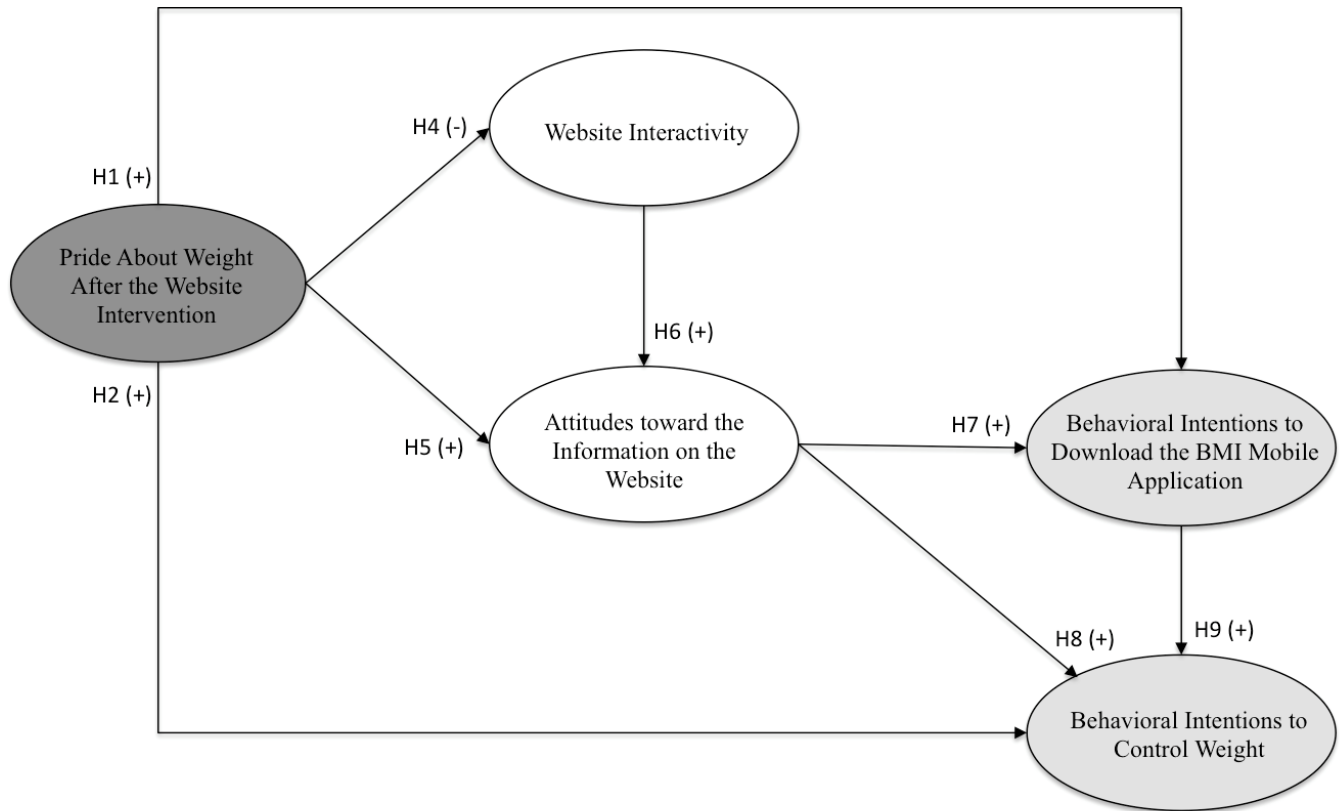 H4 (-)
Website Interactivity
H1 (+)
Pride About Weight
After the Website
Intervention
H6 (+)
H2 (+)
H5 (+)
Attitudes toward the
Information on the
Website
H7 (+)
Behavioral Intentions to
Download the BMI Mobile
Application
H8 (+)
H9 (+)
Behavioral Intentions to
Control Weight